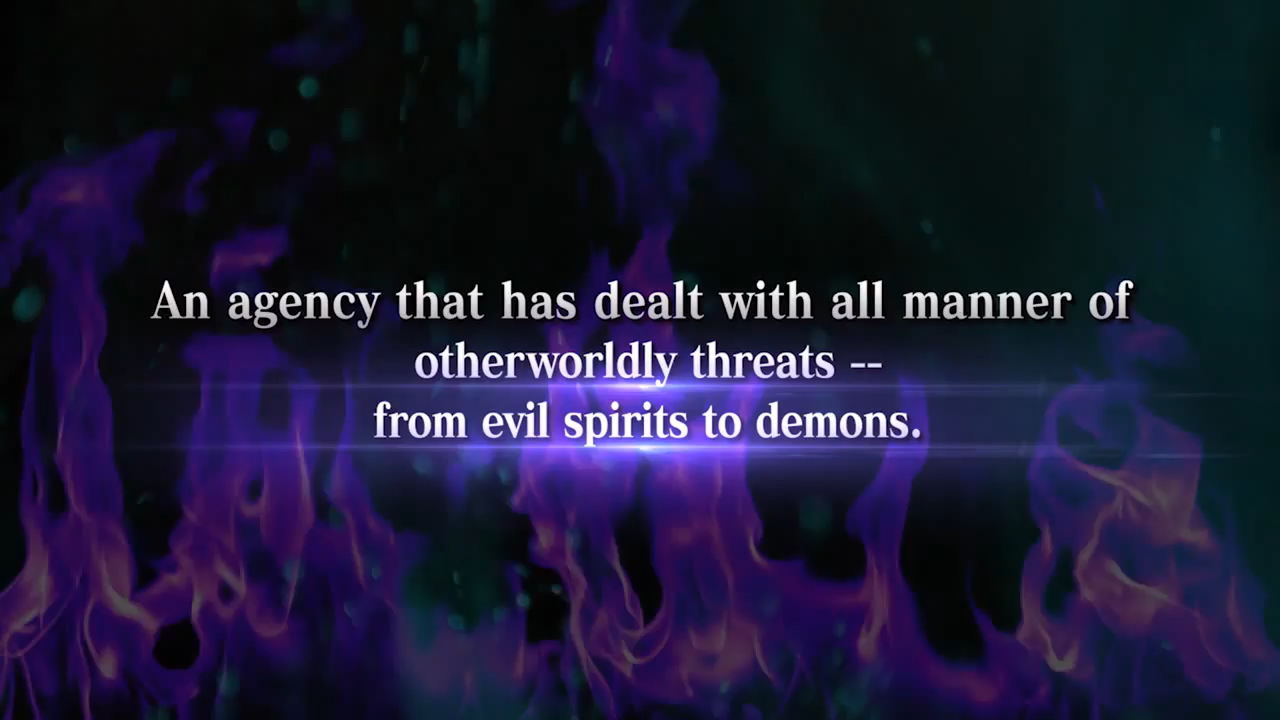 An agency that has dealt with all manner of
otherworldly threats --
from evil spirits to demons.